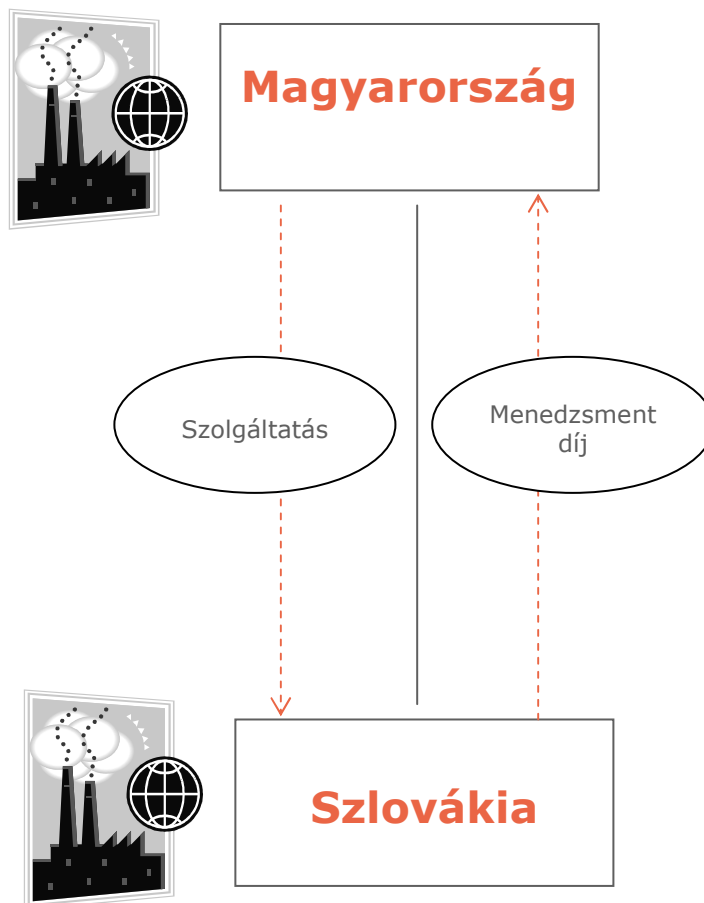 Magyarország
Szolgáltatás
Menedzsment
díj
Szlovákia